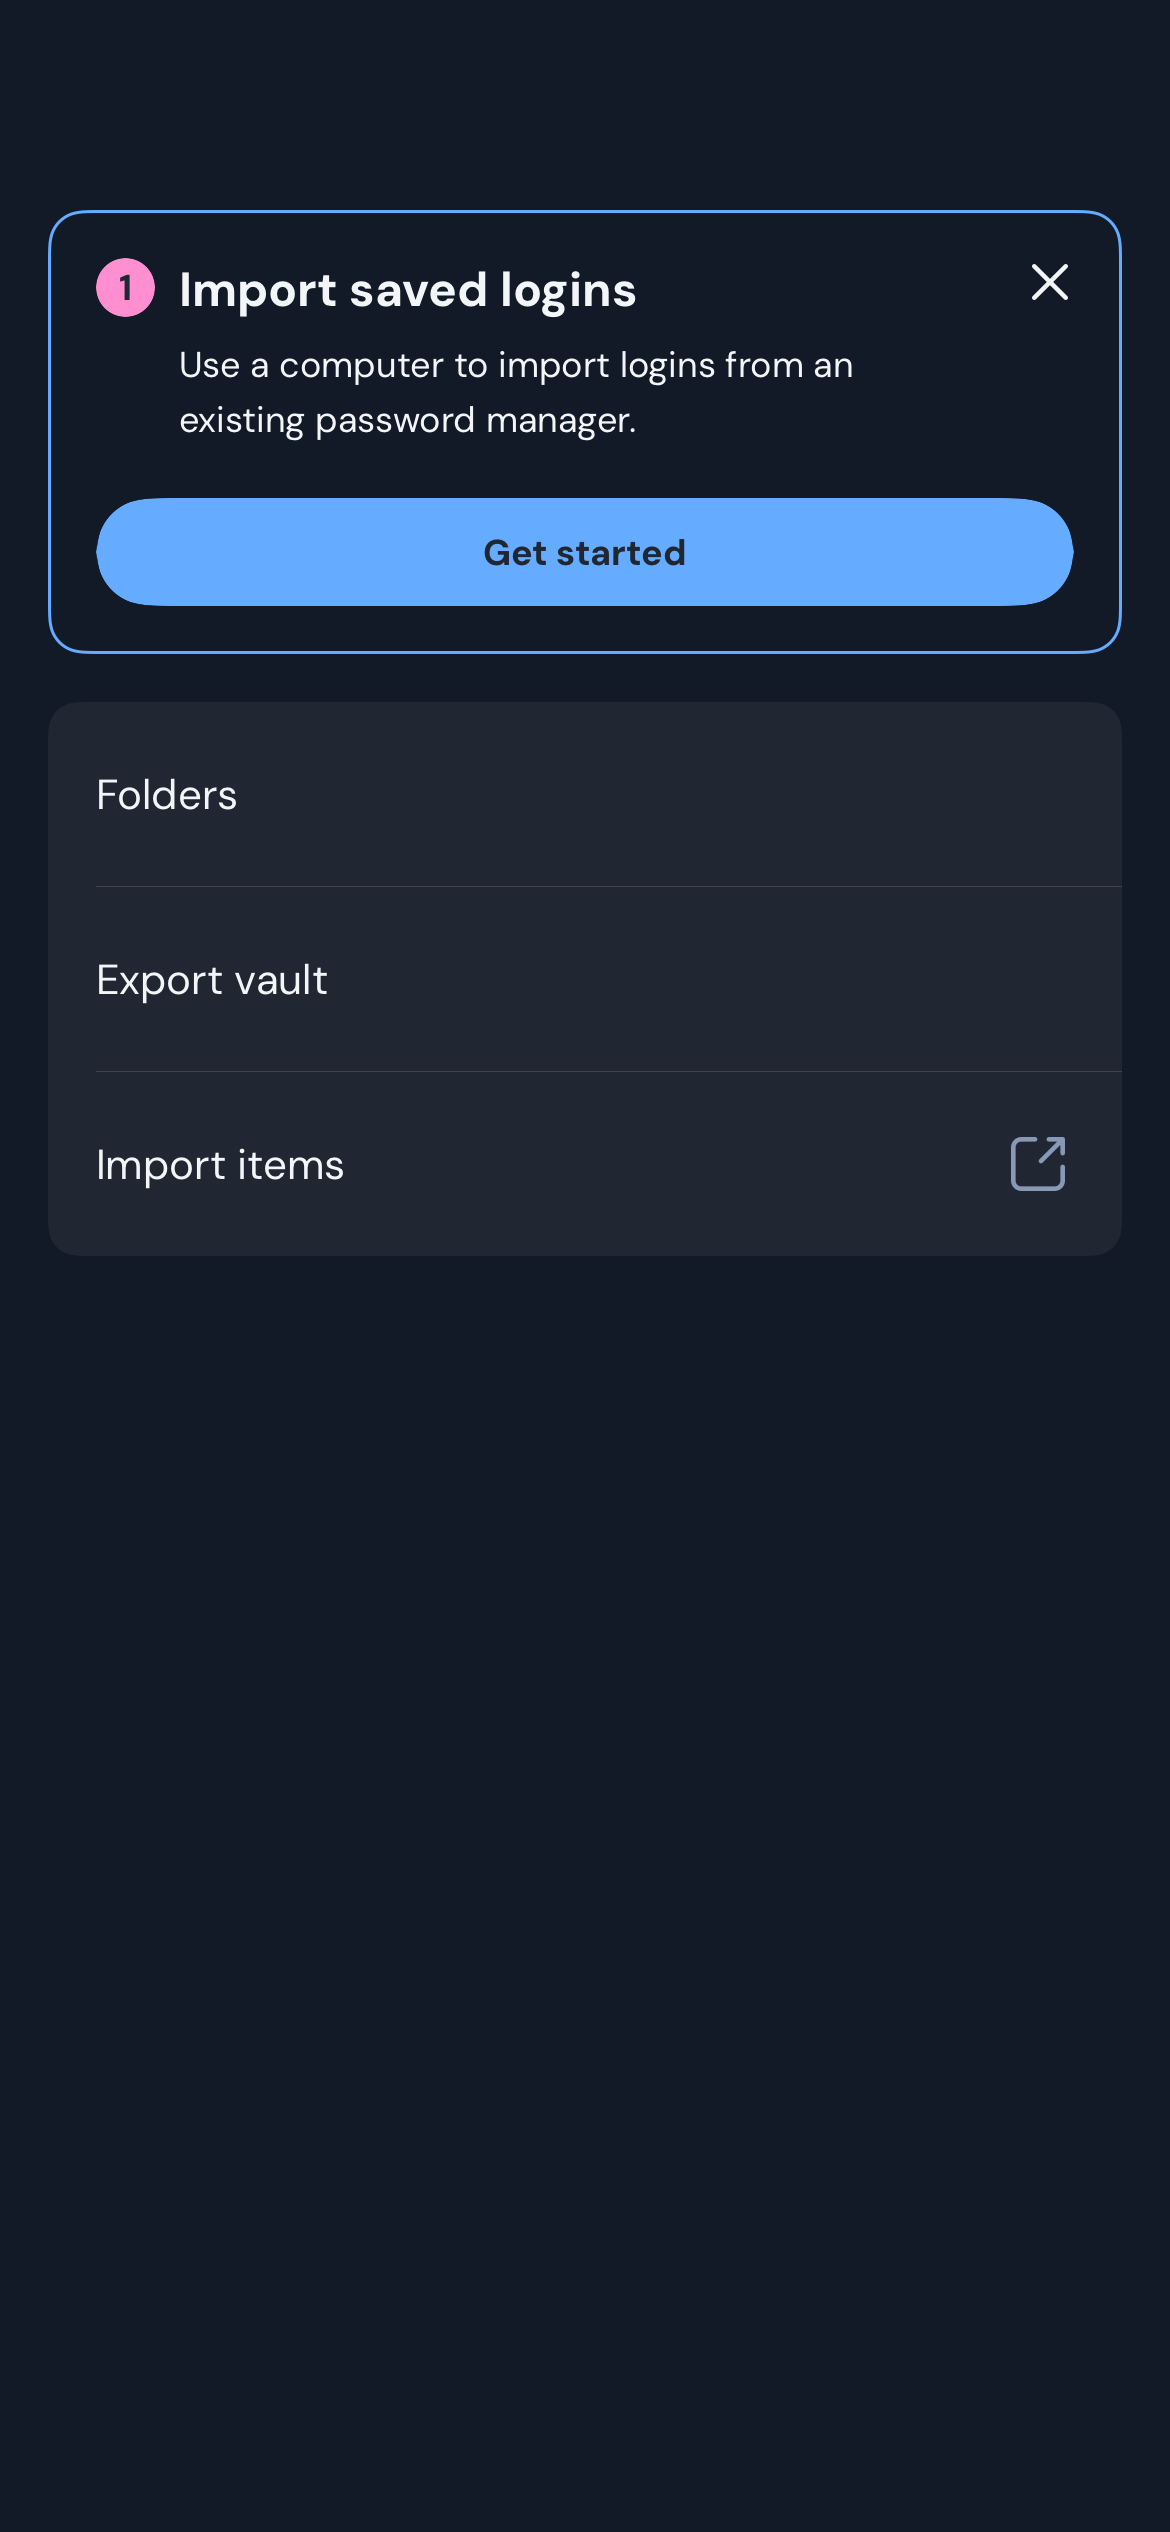 1
Import saved logins
Use a computer to import logins from an
existing password manager.
Get started
Folders
Export vault
Import items